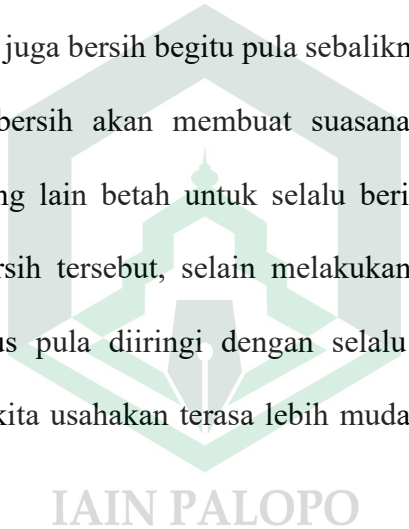 juga bersih begitu pula sebalikn
bersih akan membuat suasana
ng lain betah untuk selalu beri
rsih tersebut, selain melakukan
us pula diiringi dengan selalu
kita usahakan terasa lebih muda
IAIN PALOPO